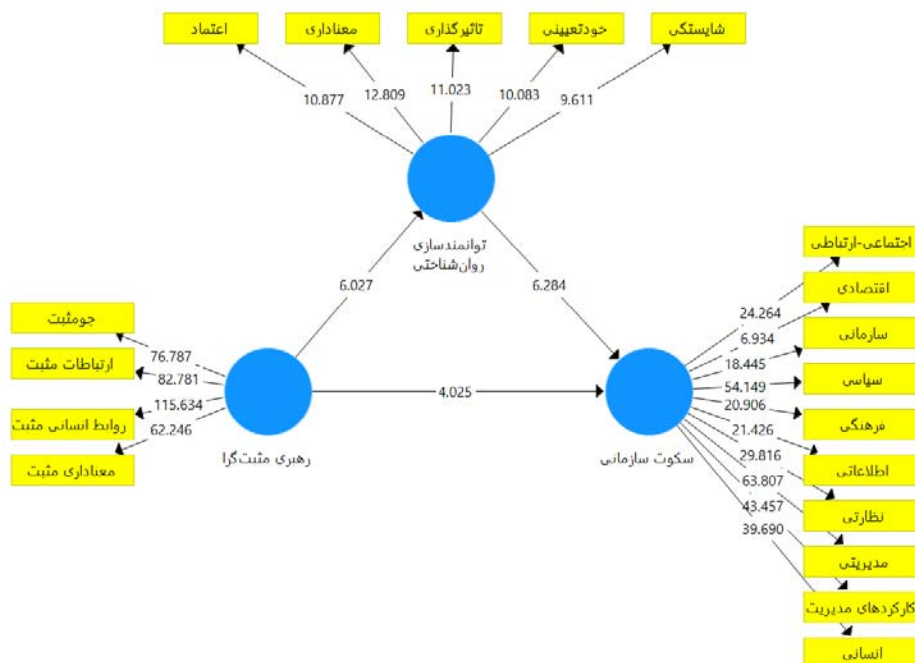 اعتماد
معناداری
تاثیرگذاری
خودتعیینی
شایستگی
10.877
12.809
11.023
10.083
9.611
توانمندسازی
روان‌شناختی
6.027
6.284
4.025
جومثبت
ارتباطات مثبت
روابط انسانی مثبت
معناداری مثبت
76.787
82.781
115.634
62.246
رهبری مثبت‌گرا
سکوت سازمانی
24.264
6.934
18.445
54.149
20.906
21.426
29.816
63.807
43.457
39.690
اجتماعی-ارتباطی
اقتصادی
سازمانی
سیاسی
فرهنگی
اطلاعاتی
نظارتی
مدیریتی
کارکردهای مدیریت
انسانی